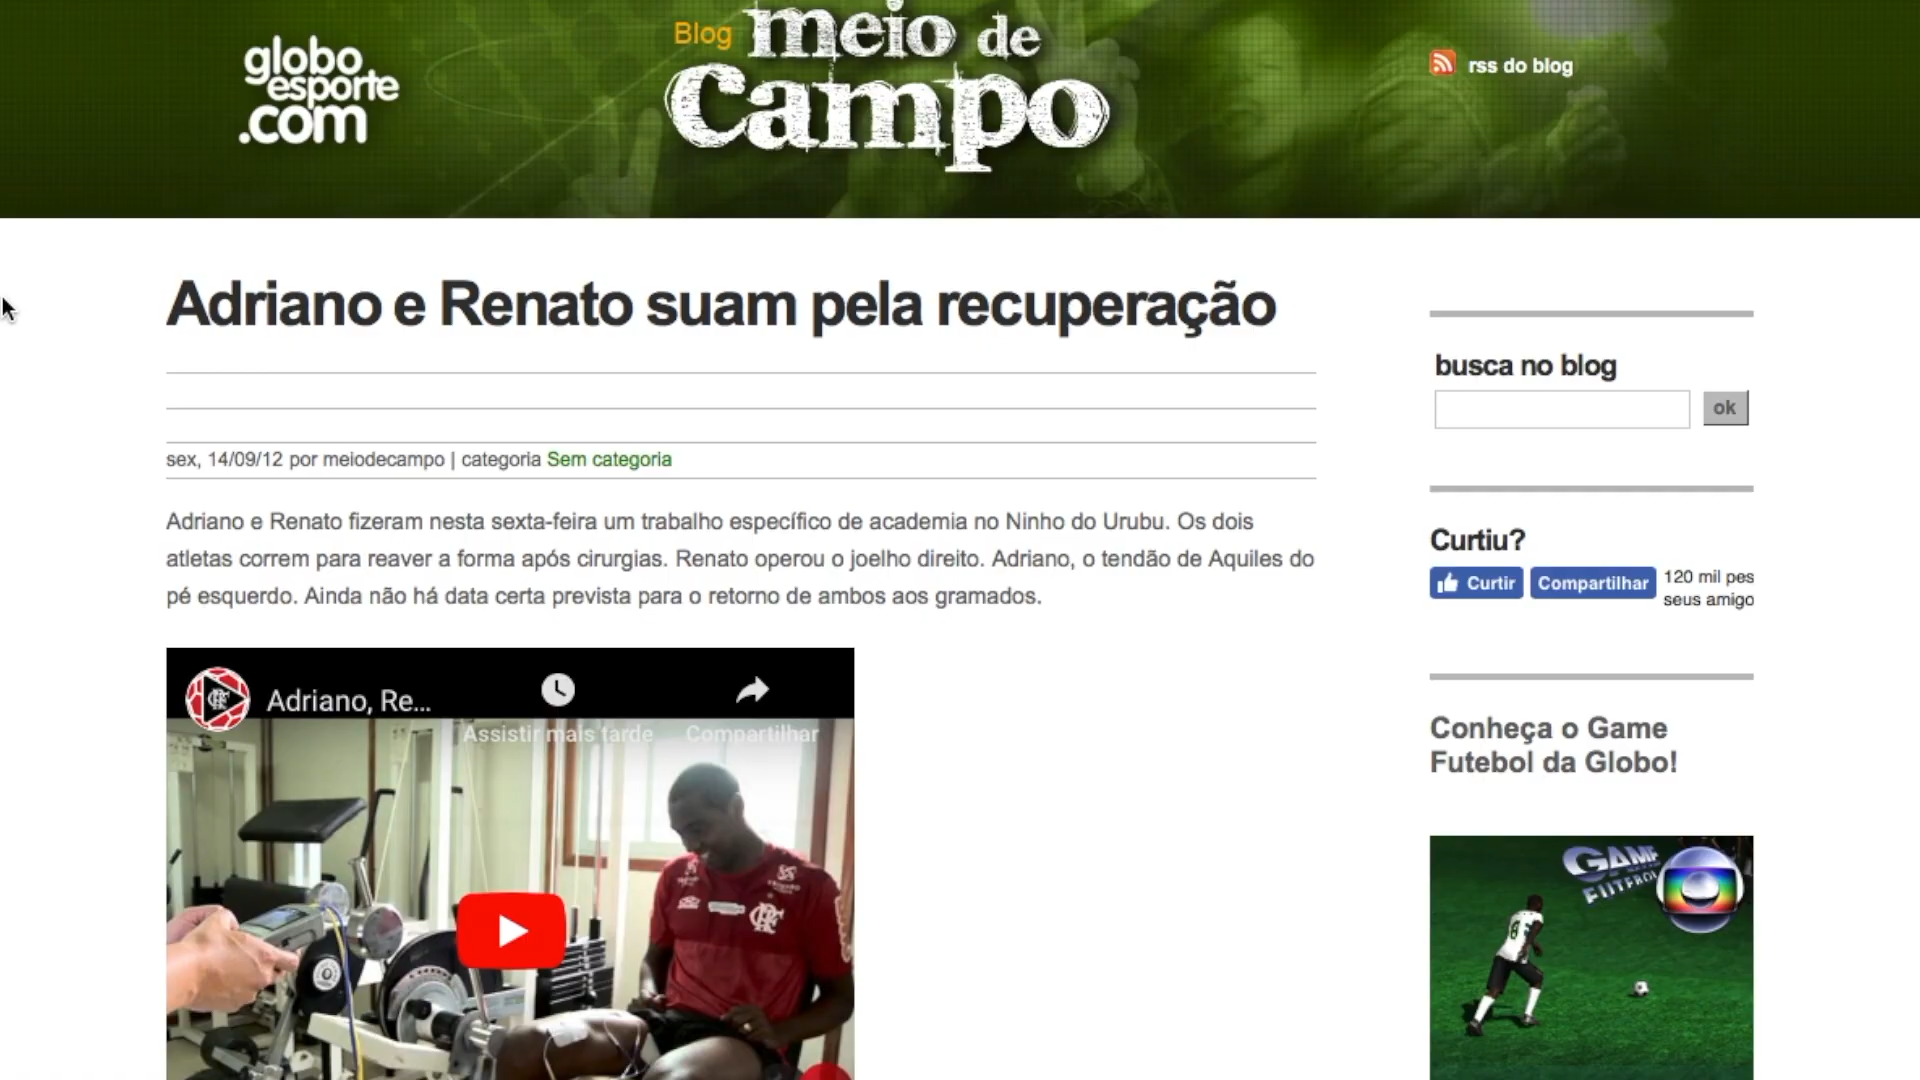 globo
esporte
.com
Blog meio de
Campo
rss do blog
Adriano e Renato suam pela recuperação
sex, 14/09/12 por meiodecampo | categoria Sem categoria
Adriano e Renato fizeram nesta sexta-feira um trabalho específico de academia no Ninho do Urubu. Os dois
atletas correm para reaver a forma após cirurgias. Renato operou o joelho direito. Adriano, o tendão de Aquiles do
pé esquerdo. Ainda não há data certa prevista para o retorno de ambos aos gramados.
Adriano, Re...
Assistir mais tarde
Compartilhar
busca no blog
ok
Curtiu?
Curtir
Compartilhar
120 mil pes
seus amigo
Conheça o Game
Futebol da Globo!
GAME
FUTEBOL